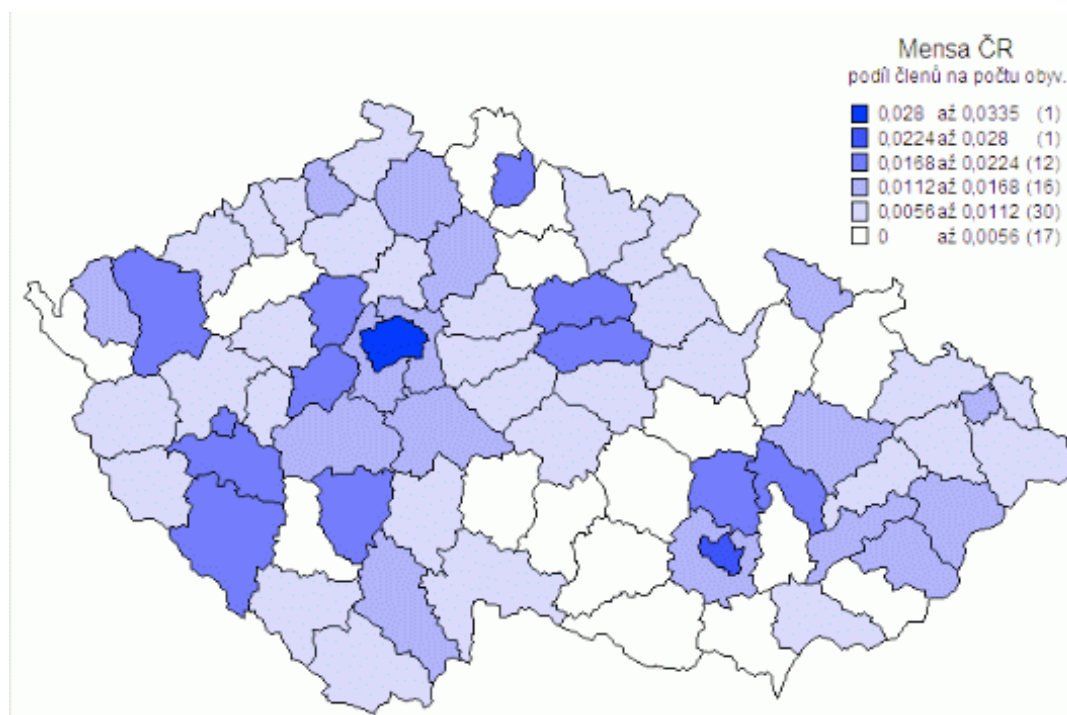 Mensa ČR
podíl členů na počtu obyv.
0,028 až 0,0335 (1)
0,0224 až 0,028 (1)
0,0168 až 0,0224 (12)
0,0112 až 0,0168 (16)
0,0056 až 0,0112 (30)
0 až 0,0056 (17)